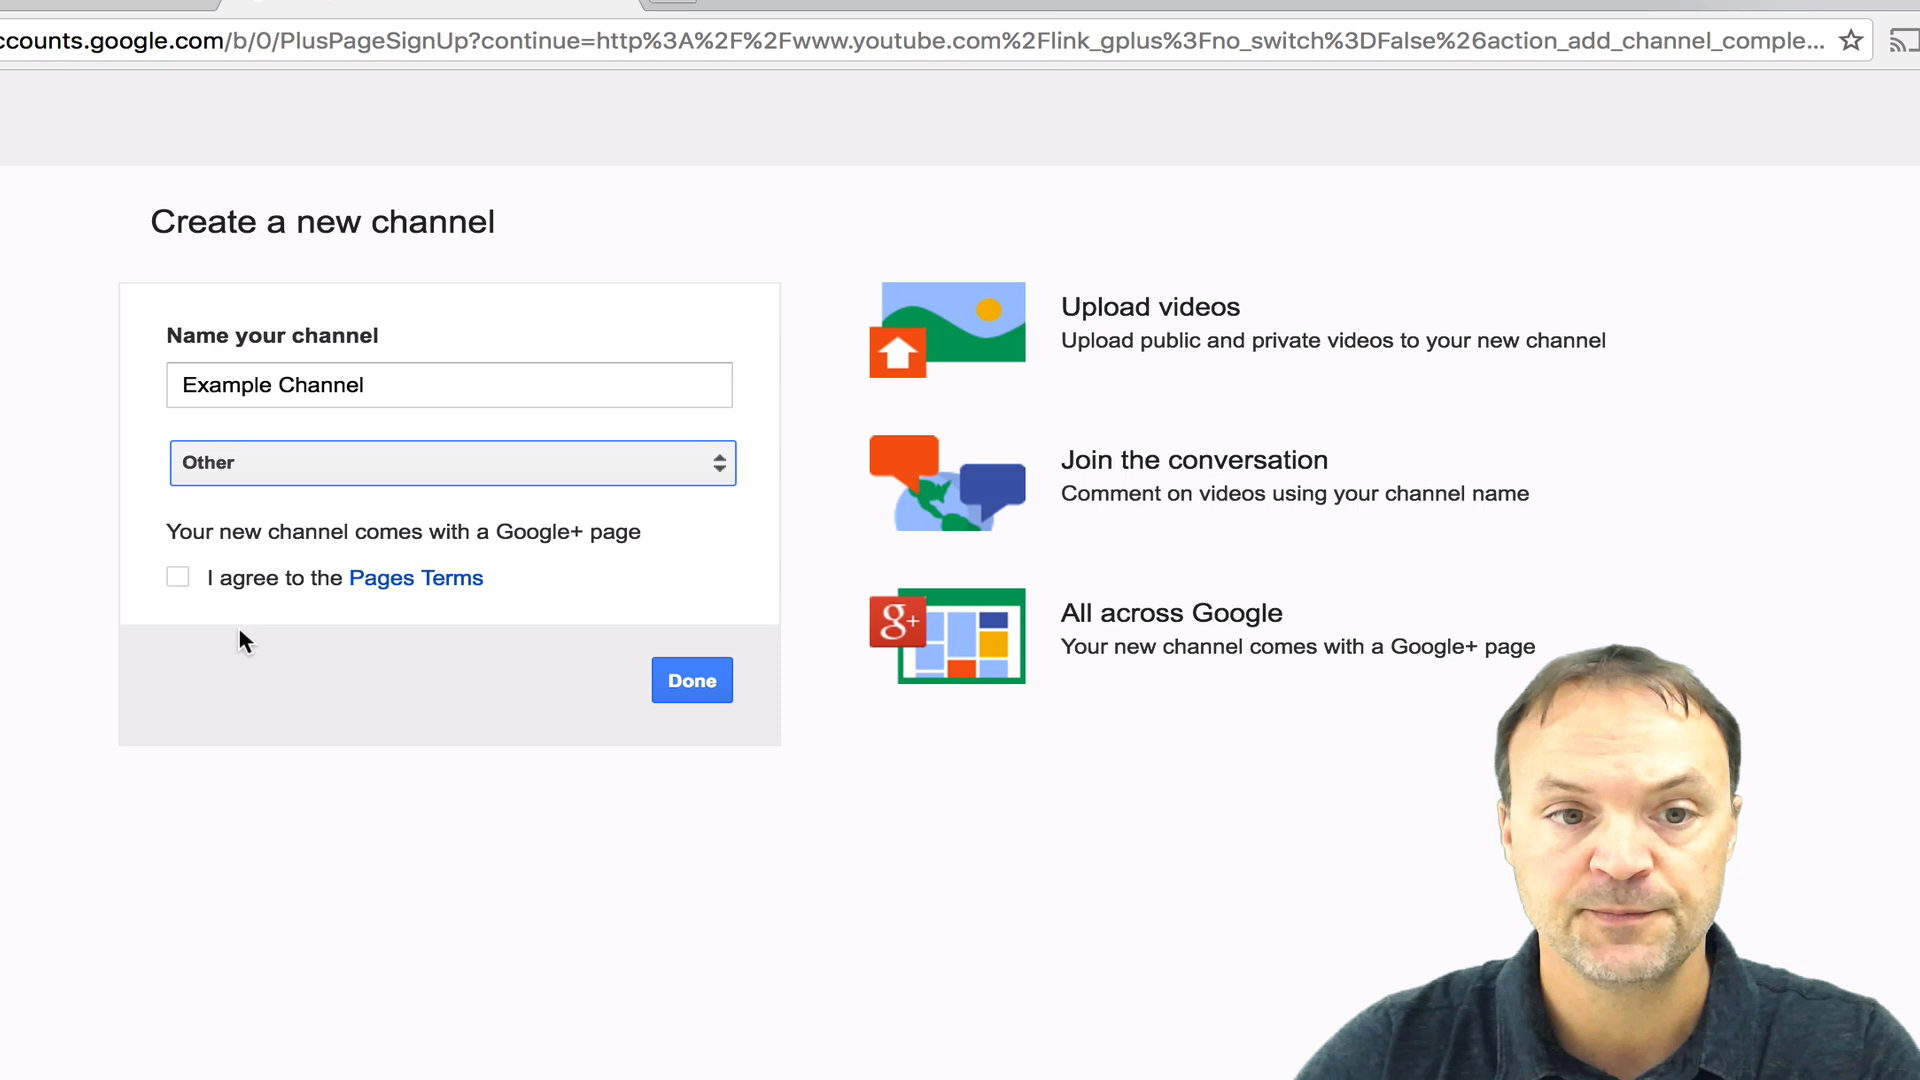 ccounts.google.com/b/0/PlusPageSignUp?continue=http%3A%2F%2Fwww.youtube.com%2Flink_gplus%3Fno_switch%3DFalse%26action_add_channel_comple...
Create a new channel
Name your channel
Example Channel
Other
Your new channel comes with a Google+ page
I agree to the Pages Terms
Done
Upload videos
Upload public and private videos to your new channel
Join the conversation
Comment on videos using your channel name
g+
All across Google
Your new channel comes with a Google+ page